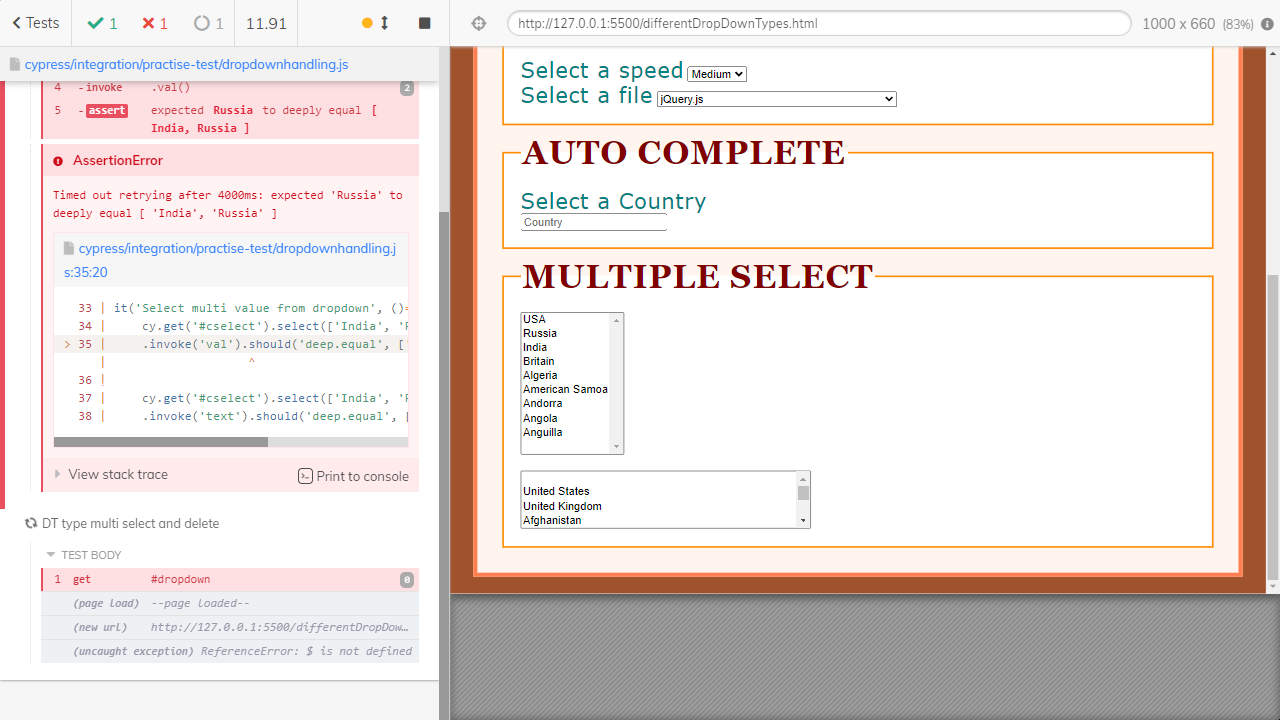 Tests
1
1
1
11.91
http://127.0.0.1:5500/differentDropDownTypes.html
1000 x 660 (83%)
cypress/integration/practise-test/dropdownhandling.js
4 -invoke .val() 2
5 -assert expected Russia to deeply equal [
India, Russia ]
AssertionError
Timed out retrying after 4000ms: expected 'Russia' to
deeply equal [ 'India', 'Russia' ]
cypress/integration/practise-test/dropdownhandling.j
s:35:20
33 | it('Select multi value from dropdown', ()=
34 | cy.get('#cselect').select(['India', 'R
> 35 | .invoke('val').should('deep.equal', ['
| ^
36 |
37 | cy.get('#cselect').select(['India', 'R
38 | .invoke('text').should('deep.equal', [
View stack trace
Print to console
DT type multi select and delete
TEST BODY
1 get #dropdown 0
(page load) --page loaded--
(new url) http://127.0.0.1:5500/differentDropDow…
(uncaught exception) ReferenceError: $ is not defined
Select a speed Medium
Select a file jQuery.js
AUTO COMPLETE
Select a Country
Country
MULTIPLE SELECT
USA
Russia
India
Britain
Algeria
American Samoa
Andorra
Angola
Anguilla
United States
United Kingdom
Afghanistan